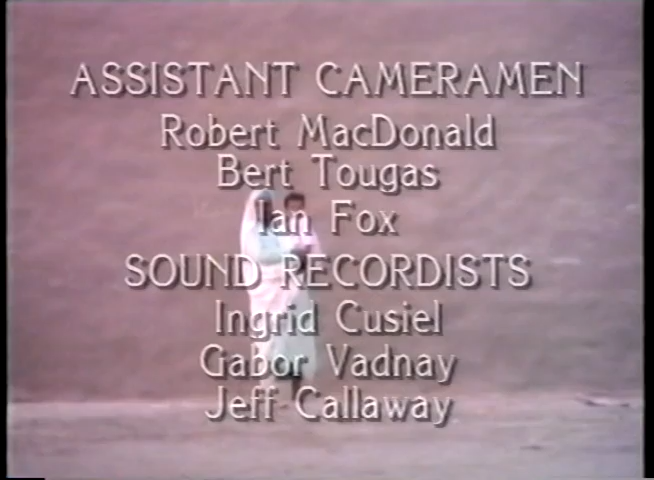 ASSISTANT CAMERAMEN
Robert MacDonald
Bert Tougas
Ian Fox
SOUND RECORDISTS
Ingrid Cusiel
Gabor Vadnay
Jeff Callaway